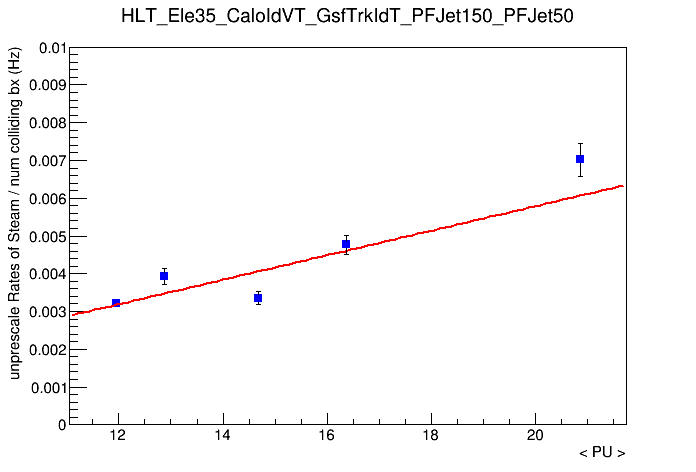 HLT_Ele35_CaloIdVT_GsfTrkIdT_PFJet150_PFJet50
unprescale Rates of Steam / num colliding bx (Hz)
0.01
0.009
0.008
0.007
0.006
0.005
0.004
0.003
0.002
0.001
0
12 14 16 18 20
< PU >